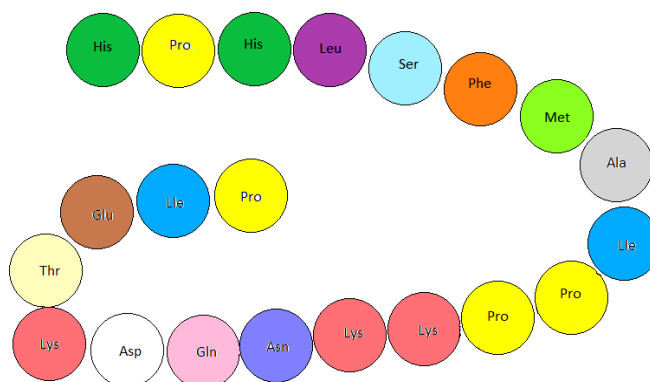 His
Pro
His
Leu
Ser
Phe
Met
Ala
Lle
Pro
Pro
Lys
Lys
Asn
Gln
Asp
Lys
Thr
Glu
Lle
Pro